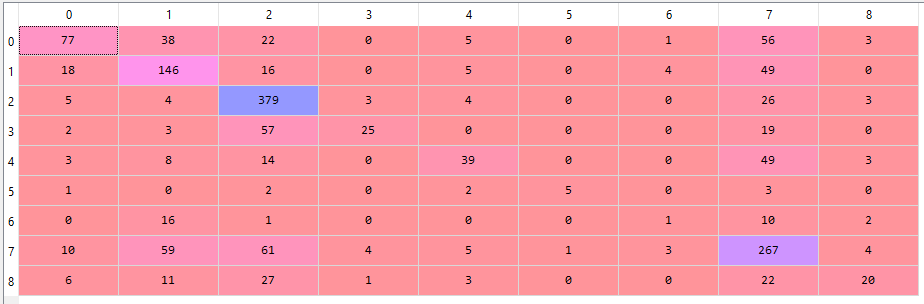 0 1 2 3 4 5 6 7 8
0 77 38 22 0 5 0 1 56 3
1 18 146 16 0 5 0 4 49 0
2 5 4 379 3 4 0 0 26 3
3 2 3 57 25 0 0 0 19 0
4 3 8 14 0 39 0 0 49 3
5 1 0 2 0 2 5 0 3 0
6 0 16 1 0 0 0 1 10 2
7 10 59 61 4 5 1 3 267 4
8 6 11 27 1 3 0 0 22 20